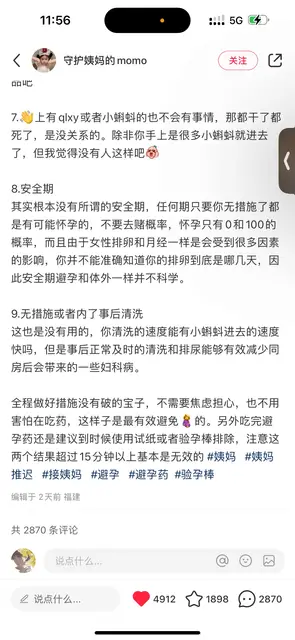 11:56
5G
57
守护姨妈的momo
关注
品吧
7.👋上有qlxy或者小蝌蚪的也不会有事情，那都干了都
死了，是没关系的。除非你手上是很多小蝌蚪就进去
了，但我觉得没有人这样吧🤡
8.安全期
其实根本没有所谓的安全期，任何期只要你无措施了都
是有可能怀孕的，不要去赌概率，怀孕只有0和100的
概率，而且由于女性排卵和月经一样是会受到很多因素
的影响，你并不能准确知道你的排卵到底是哪几天，因
此安全期避孕和体外一样并不科学。
9.无措施或者内了事后清洗
这也是没有用的，你清洗的速度能有小蝌蚪进去的速度
快吗，但是事后正常及时的清洗和排尿能够有效减少同
房后会带来的一些妇科病。
全程做好措施没有破的宝子，不需要焦虑担心，也不用
害怕在吃药，这样子是最有效避免🤰的。另外吃完避
孕药还是建议到时候使用试纸或者验孕棒排除，注意这
两个结果超过15分钟以上基本是无效的 #姨妈 #姨妈
推迟 #接姨妈 #避孕 #避孕药 #验孕棒
编辑于 2天前 福建
共 2870 条评论
说点什么...
说点什么...
4912
1898
2870